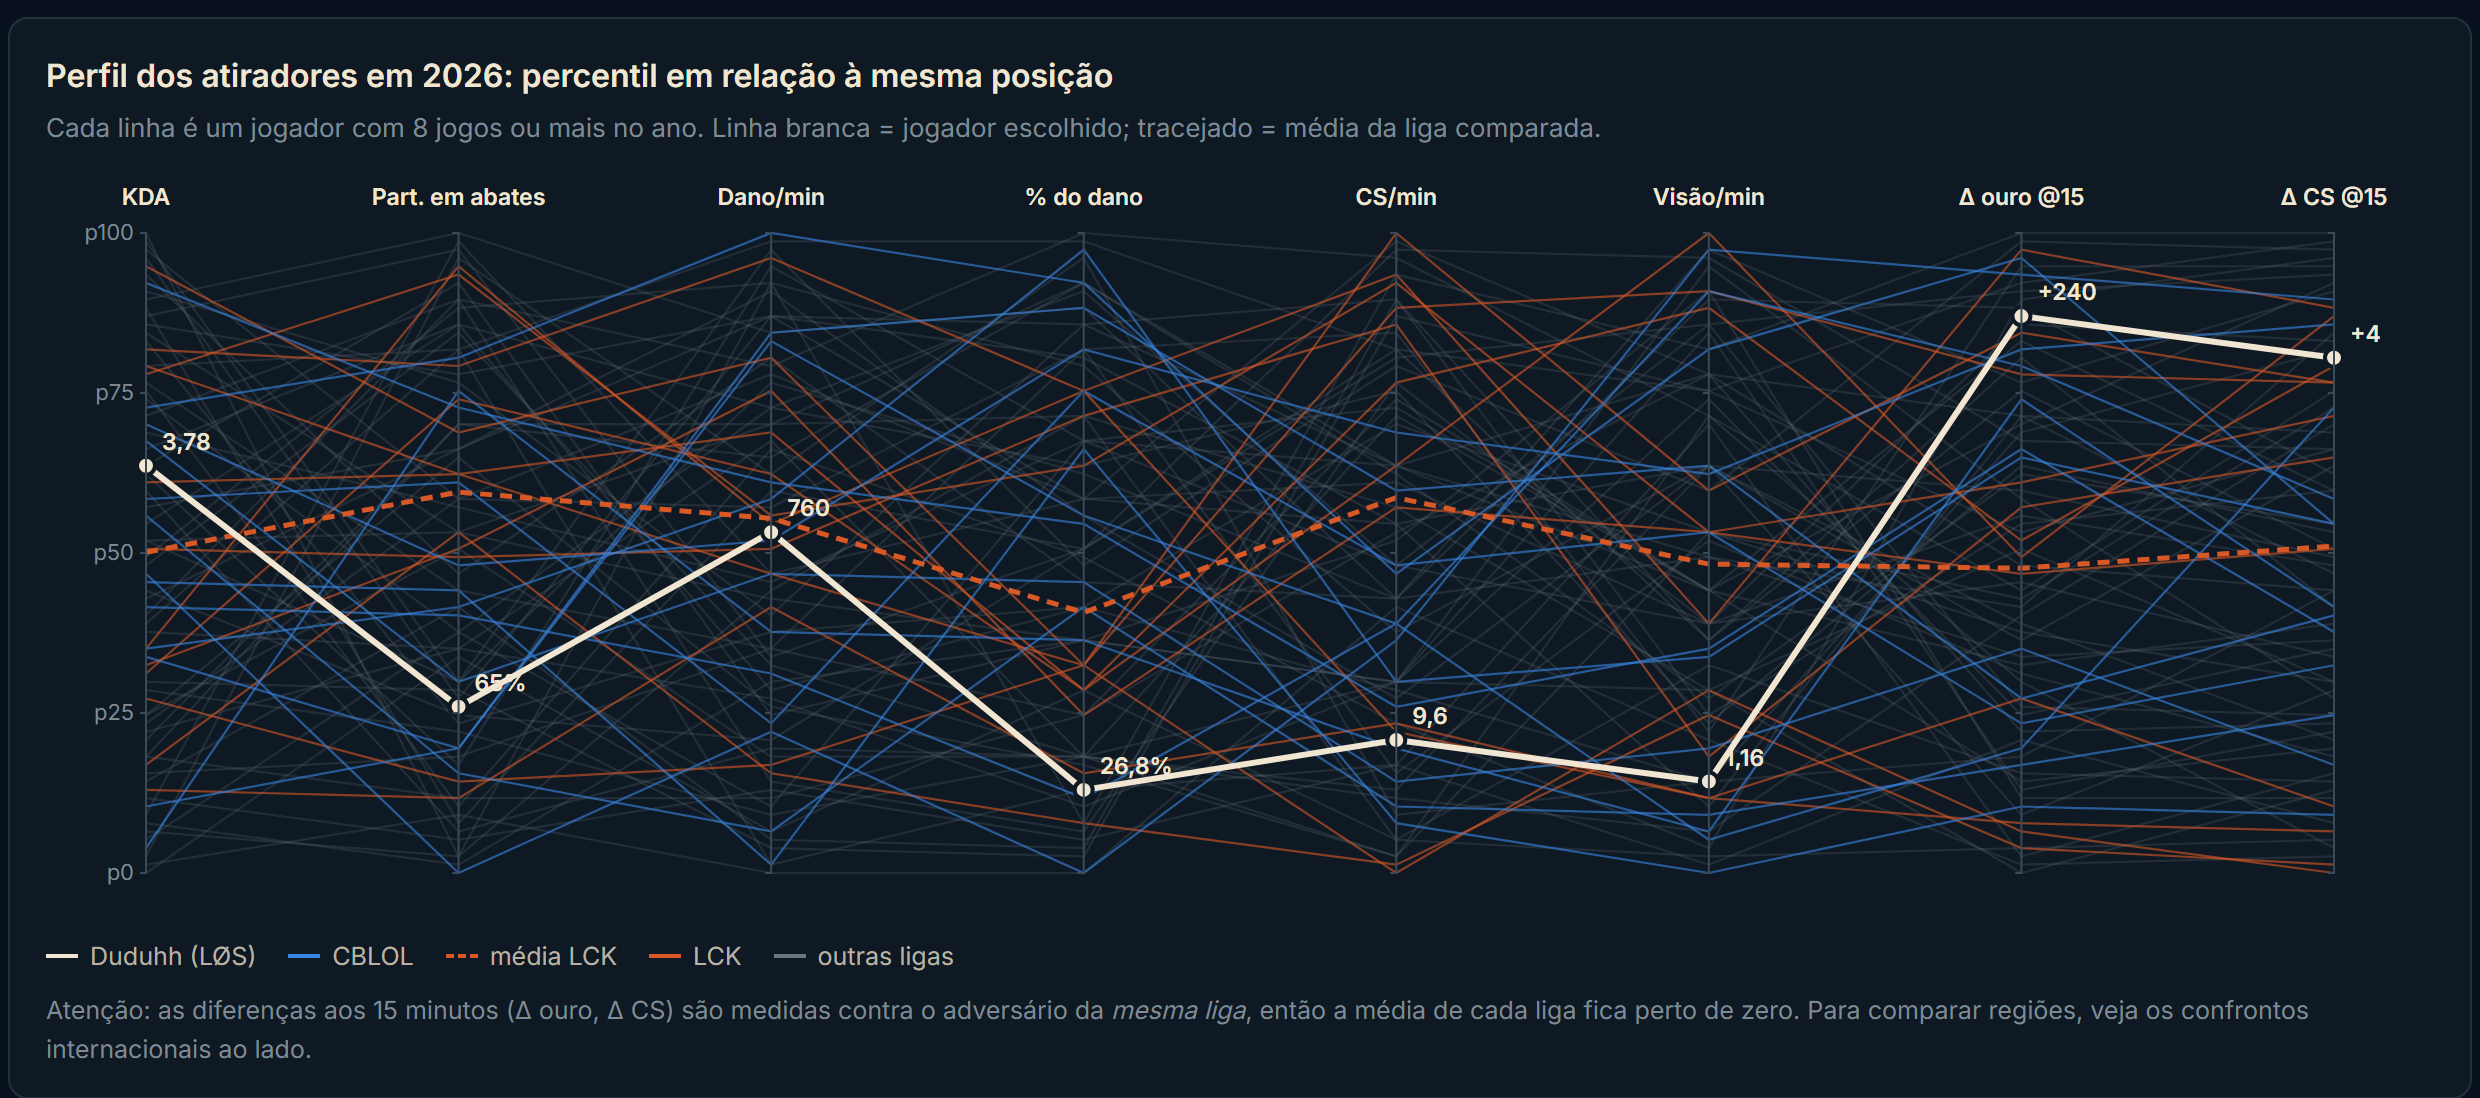 Perfil dos atiradores em 2026: percentil em relação à mesma posição
Cada linha é um jogador com 8 jogos ou mais no ano. Linha branca = jogador escolhido; tracejado = média da liga comparada.
KDA Part. em abates Dano/min % do dano CS/min Visão/min Δ ouro @15 Δ CS @15
p100
+240
+4
p75
3,78
760
p50
65%
p25
9,6
26,8%
1,16
p0
Duduhh (LØS) CBLOL média LCK LCK outras ligas
Atenção: as diferenças aos 15 minutos (Δ ouro, Δ CS) são medidas contra o adversário da mesma liga, então a média de cada liga fica perto de zero. Para comparar regiões, veja os confrontos
internacionais ao lado.